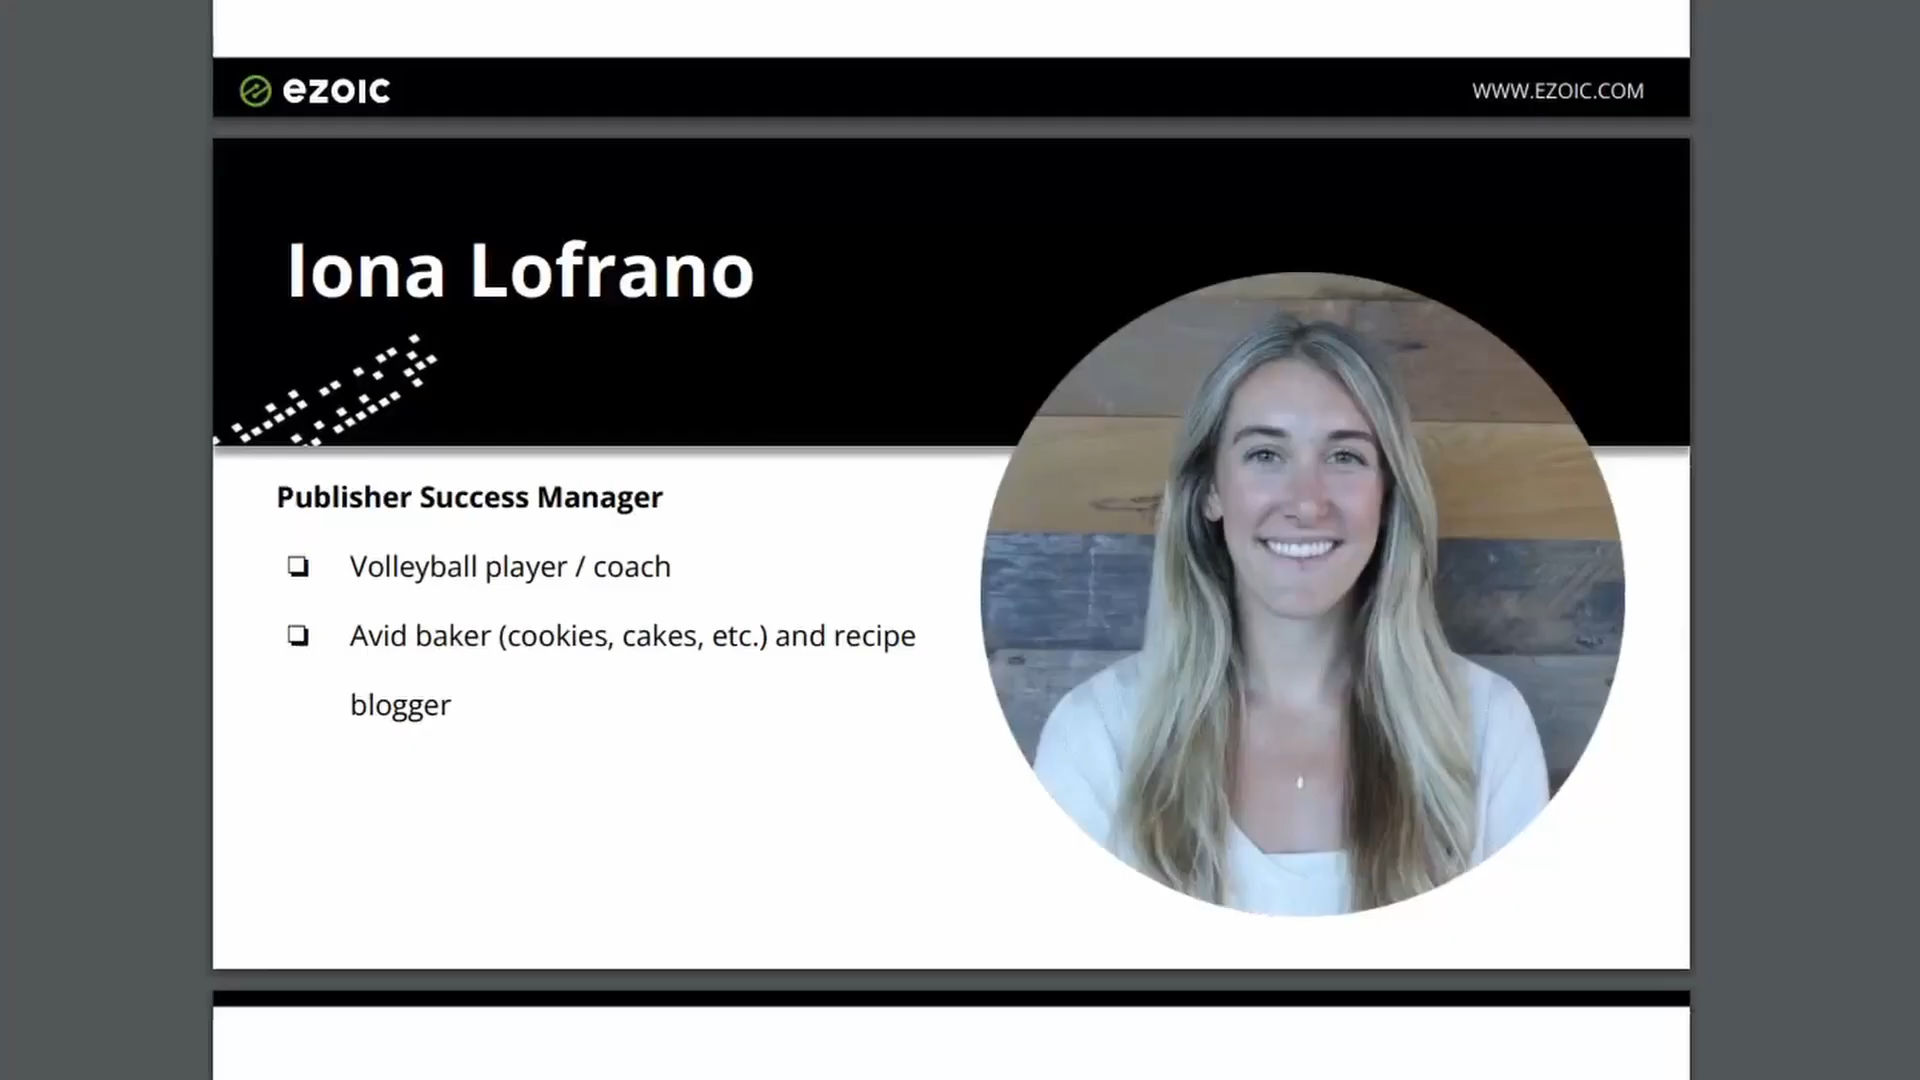 ezoic
WWW.EZOIC.COM
Iona Lofrano
Publisher Success Manager
❏ Volleyball player / coach
❏ Avid baker (cookies, cakes, etc.) and recipe
blogger